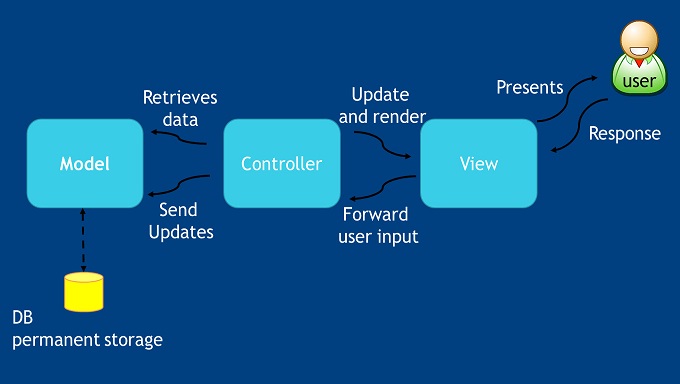 user
Presents
Response
Update
and render
Retrieves
data
Model
Controller
View
Send
Updates
Forward
user input
DB
permanent storage